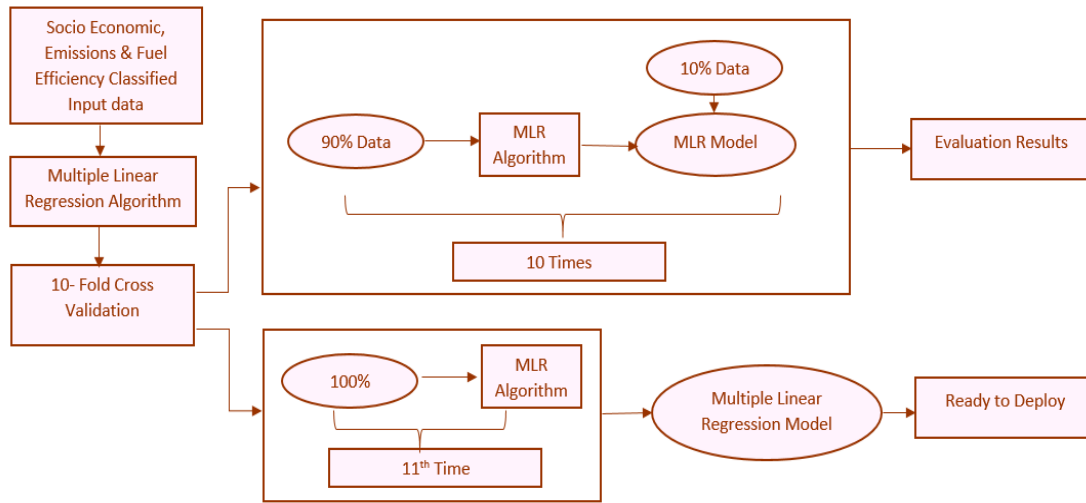 Socio Economic,
Emissions & Fuel
Efficiency Classified
Input data
Multiple Linear
Regression Algorithm
10- Fold Cross
Validation
10% Data
90% Data
MLR
Algorithm
MLR Model
10 Times
Evaluation Results
100%
MLR
Algorithm
11th Time
Multiple Linear
Regression Model
Ready to Deploy